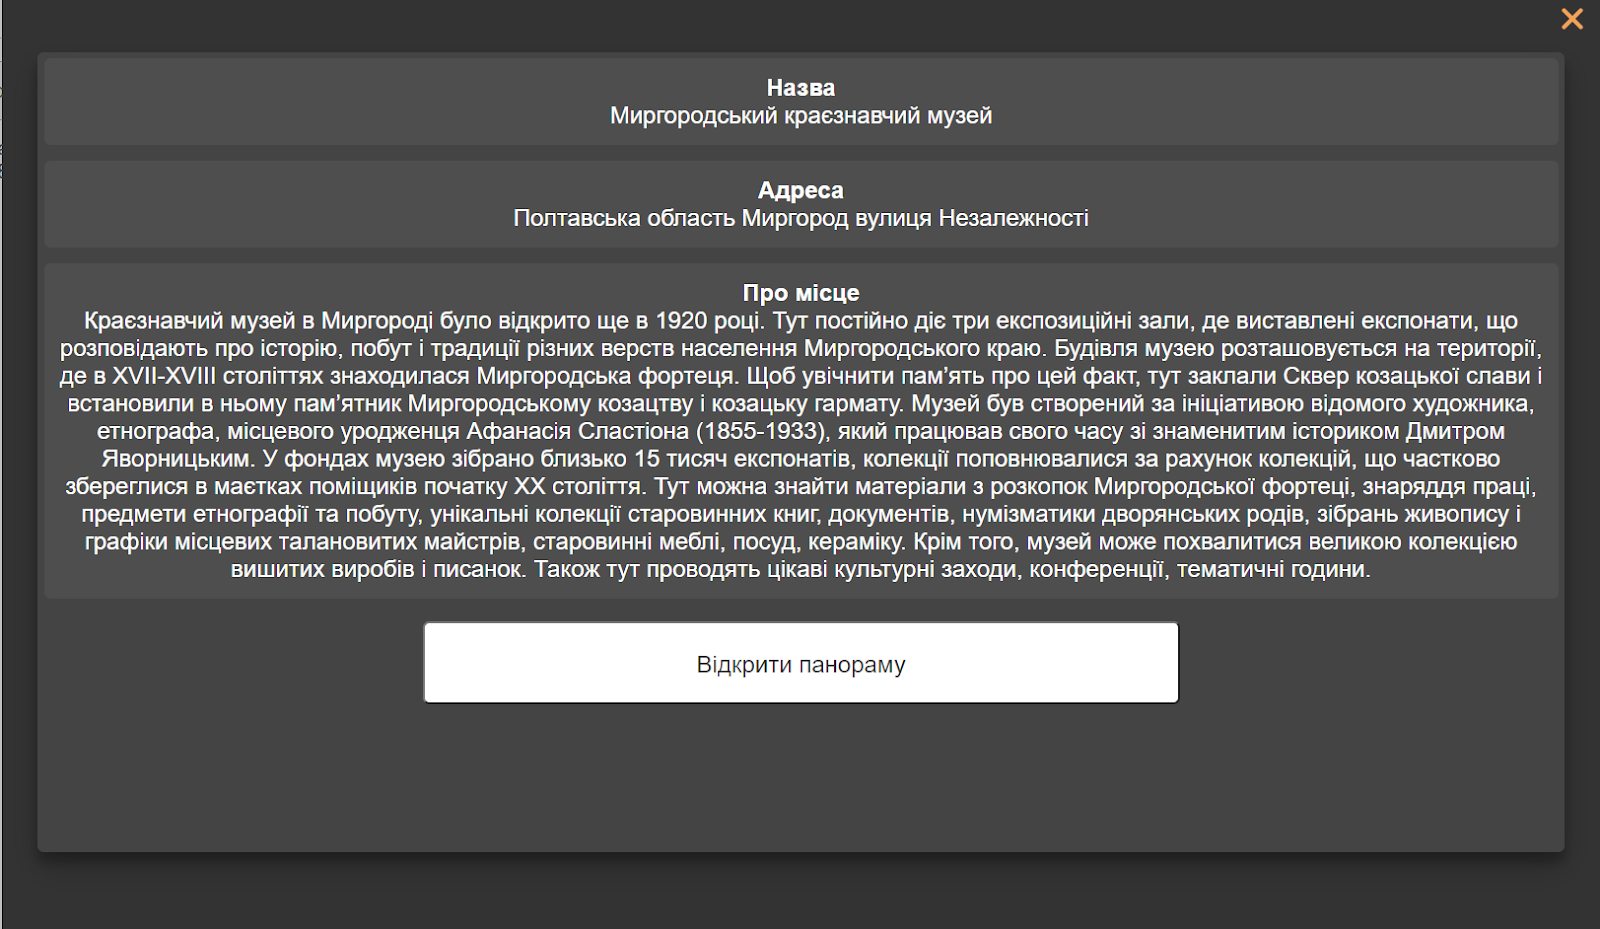 Назва
Миргородський краєзнавчий музей
Адреса
Полтавська область Миргород вулиця Незалежності
Про місце
Краєзнавчий музей в Миргороді було відкрито ще в 1920 році. Тут постійно діє три експозиційні зали, де виставлені експонати, що
розповідають про історію, побут і традиції різних верств населення Миргородського краю. Будівля музею розташовується на території,
де в XVII-XVIII століттях знаходилася Миргородська фортеця. Щоб увічнити пам’ять про цей факт, тут заклали Сквер козацької слави і
встановили в ньому пам’ятник Миргородському козацтву і козацьку гармату. Музей був створений за ініціативою відомого художника,
етнографа, місцевого уродженця Афанасія Сластіона (1855-1933), який працював свого часу зі знаменитим істориком Дмитром
Яворницьким. У фондах музею зібрано близько 15 тисяч експонатів, колекції поповнювалися за рахунок колекцій, що частково
збереглися в маєтках поміщиків початку XX століття. Тут можна знайти матеріали з розкопок Миргородської фортеці, знаряддя праці,
предмети етнографії та побуту, унікальні колекції старовинних книг, документів, нумізматики дворянських родів, зібрань живопису і
графіки місцевих талановитих майстрів, старовинні меблі, посуд, кераміку. Крім того, музей може похвалитися великою колекцією
вишитих виробів і писанок. Також тут проводять цікаві культурні заходи, конференції, тематичні години.
Відкрити панораму